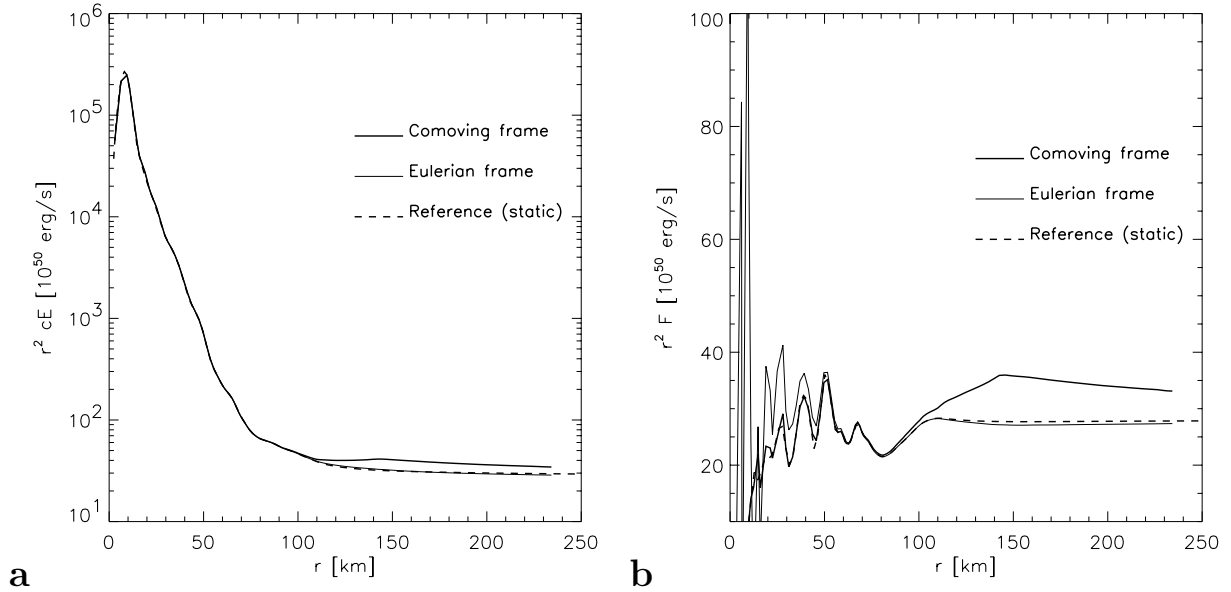 10^6
10^5
10^4
10^3
10^2
10^1
r^2 cE [10^50 erg/s]
Comoving frame
Eulerian frame
Reference (static)
0 50 100 150 200 250
r [km]
a
100
80
60
40
20
r^2 F [10^50 erg/s]
Comoving frame
Eulerian frame
Reference (static)
0 50 100 150 200 250
r [km]
b